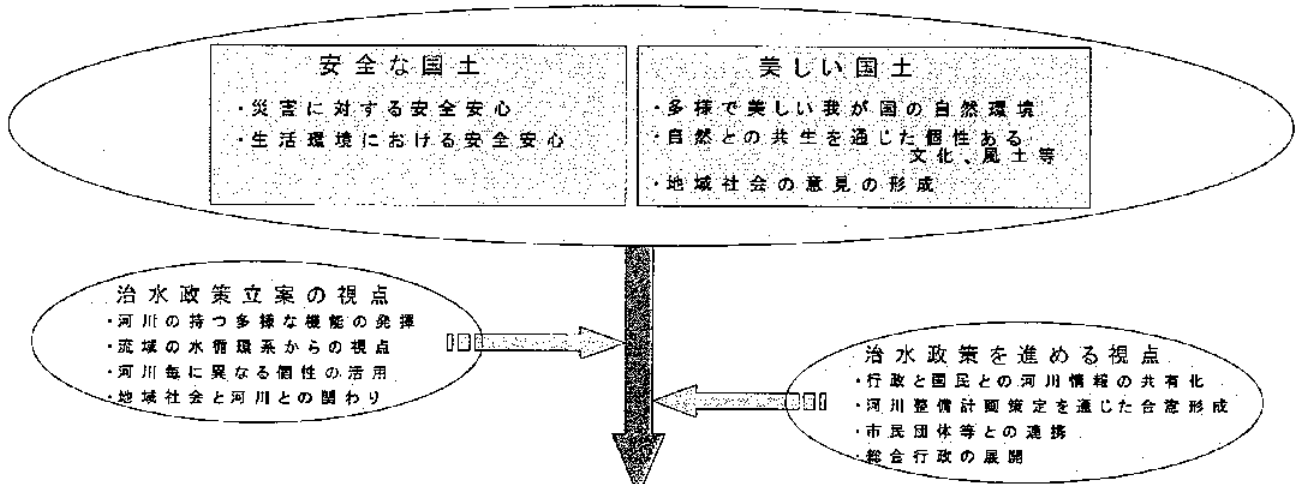 安全な国土
・災害に対する安全安心
・生活環境における安全安心
美しい国土
・多様で美しい我が国の自然環境
・自然との共生を通じた個性ある
文化、風土等
・地域社会の意見の形成
治水政策立案の視点
・河川の持つ多様な機能の発揮
・流域の水循環系からの視点
・河川毎に異なる個性の活用
・地域社会と河川との関わり
治水政策を進める視点
・行政と国民との河川情報の共有化
・河川整備計画策定を通じた合意形成
・市民団体等との連携
・総合行政の展開